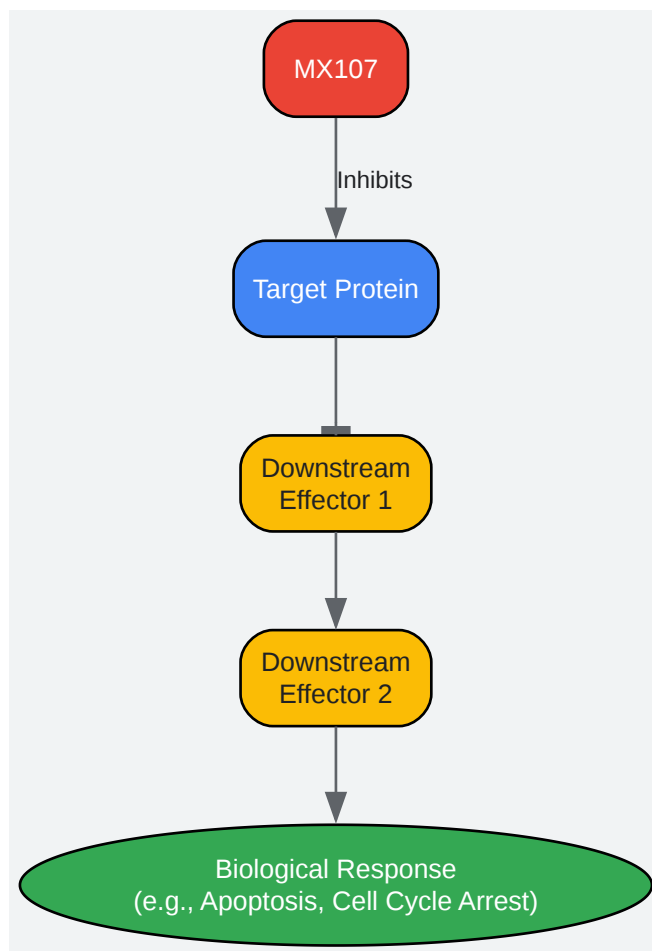 MX107
Inhibits
Target Protein
Downstream
Effector 1
Downstream
Effector 2
Biological Response
(e.g., Apoptosis, Cell Cycle Arrest)